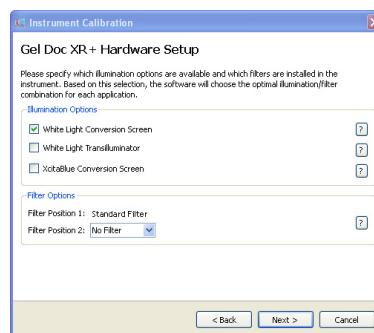 Instrument Calibration
Gel Doc XR+ Hardware Setup
Please specify which illumination options are available and which filters are installed in the
instrument. Based on this selection, the software will choose the optimal illumination/filter
combination for each application.
Illumination Options
White Light Conversion Screen ?
White Light Transilluminator ?
XcitaBlue Conversion Screen ?
Filter Options
Filter Position 1: Standard Filter
Filter Position 2: No Filter ?
< Back Next > Cancel